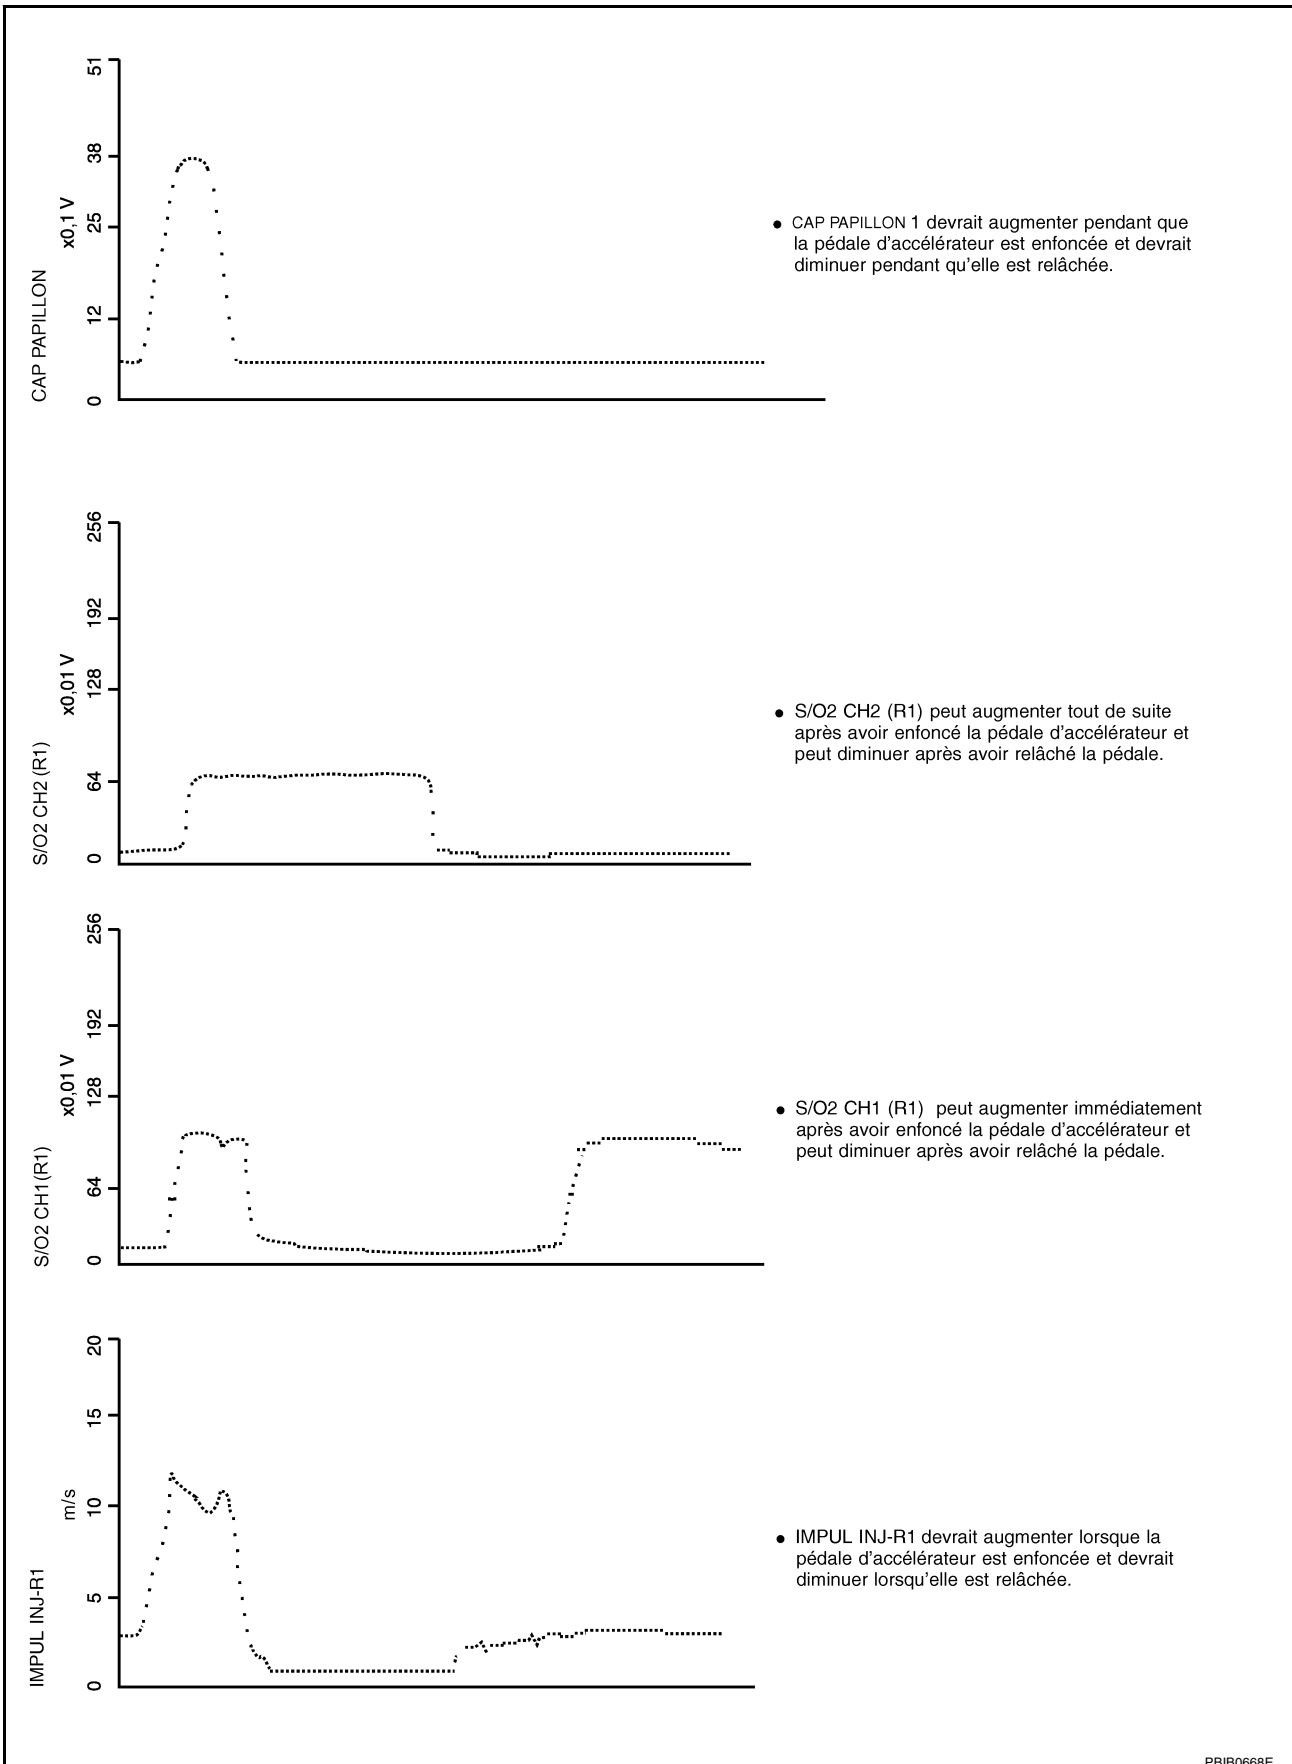 51
38
25
12
0
x0,1 V
CAP PAPILLON
● CAP PAPILLON 1 devrait augmenter pendant que
la pédale d'accélérateur est enfoncée et devrait
diminuer pendant qu'elle est relâchée.
256
192
128
64
0
x0,01 V
S/O2 CH2 (R1)
● S/O2 CH2 (R1) peut augmenter tout de suite
après avoir enfoncé la pédale d'accélérateur et
peut diminuer après avoir relâché la pédale.
256
192
128
64
0
x0,01 V
S/O2 CH1(R1)
● S/O2 CH1 (R1) peut augmenter immédiatement
après avoir enfoncé la pédale d'accélérateur et
peut diminuer après avoir relâché la pédale.
20
15
10
5
0
m/s
IMPUL INJ-R1
● IMPUL INJ-R1 devrait augmenter lorsque la
pédale d'accélérateur est enfoncée et devrait
diminuer lorsqu'elle est relâchée.